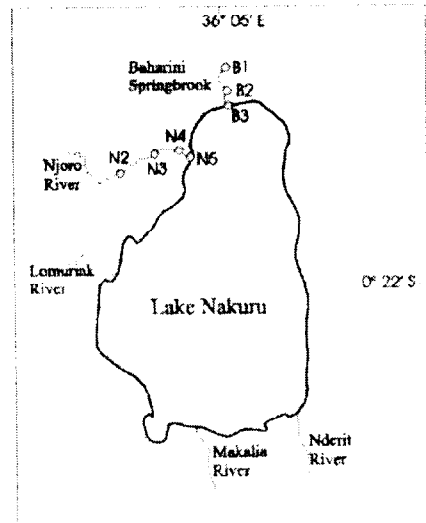 36° 05' E
Baharini
Springbrook
B1
B2
B3
N4
N3
N5
N2
Njoro
River
Lomuriak
River
0° 22' S
Lake Nakuru
Makalia
River
Nderit
River